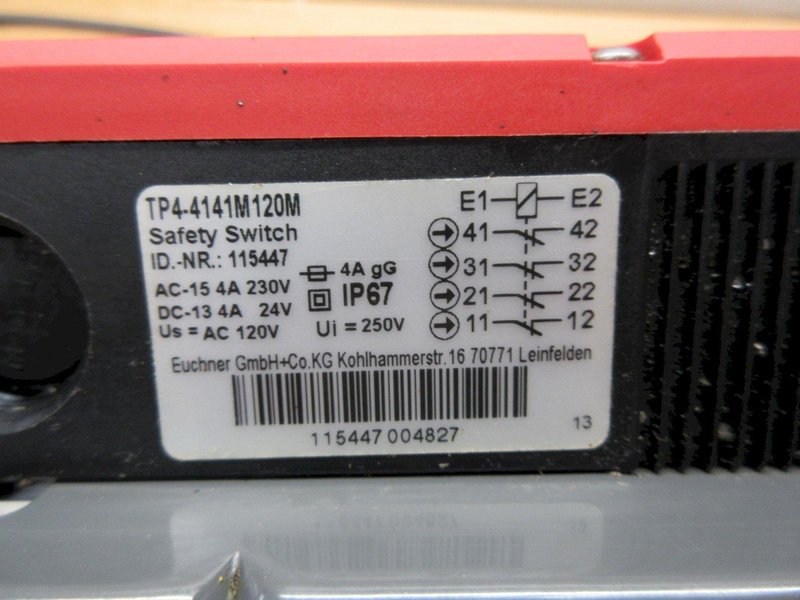 TP4-4141M120M
Safety Switch
ID.-NR.: 115447
AC-15 4A 230V
DC-13 4A 24V
Us = AC 120V
4A gG
IP67
Ui = 250V
E1 E2
41 42
31 32
21 22
11 12
Euchner GmbH+Co.KG Kohlhammerstr.16 70771 Leinfelden
115447 004827
13